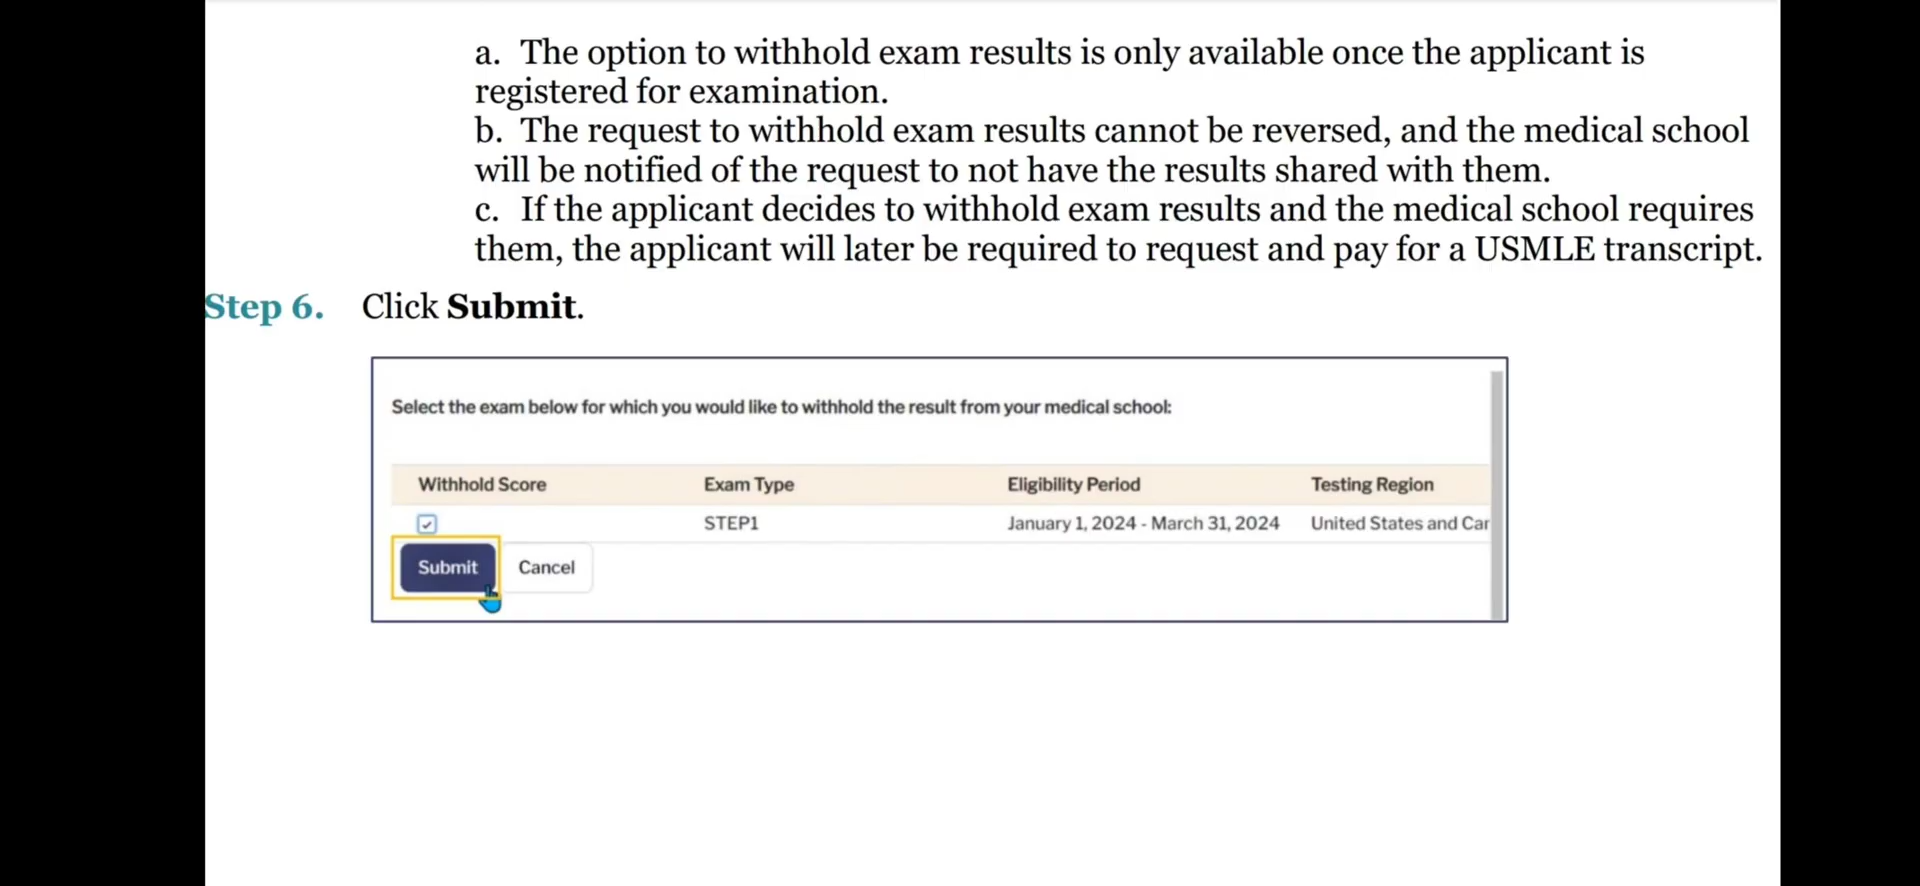 a. The option to withhold exam results is only available once the applicant is
registered for examination.
b. The request to withhold exam results cannot be reversed, and the medical school
will be notified of the request to not have the results shared with them.
c. If the applicant decides to withhold exam results and the medical school requires
them, the applicant will later be required to request and pay for a USMLE transcript.
Step 6. Click Submit.
Select the exam below for which you would like to withhold the result from your medical school:
Withhold Score Exam Type Eligibility Period Testing Region
STEP1 January 1, 2024 - March 31, 2024 United States and
Submit Cancel